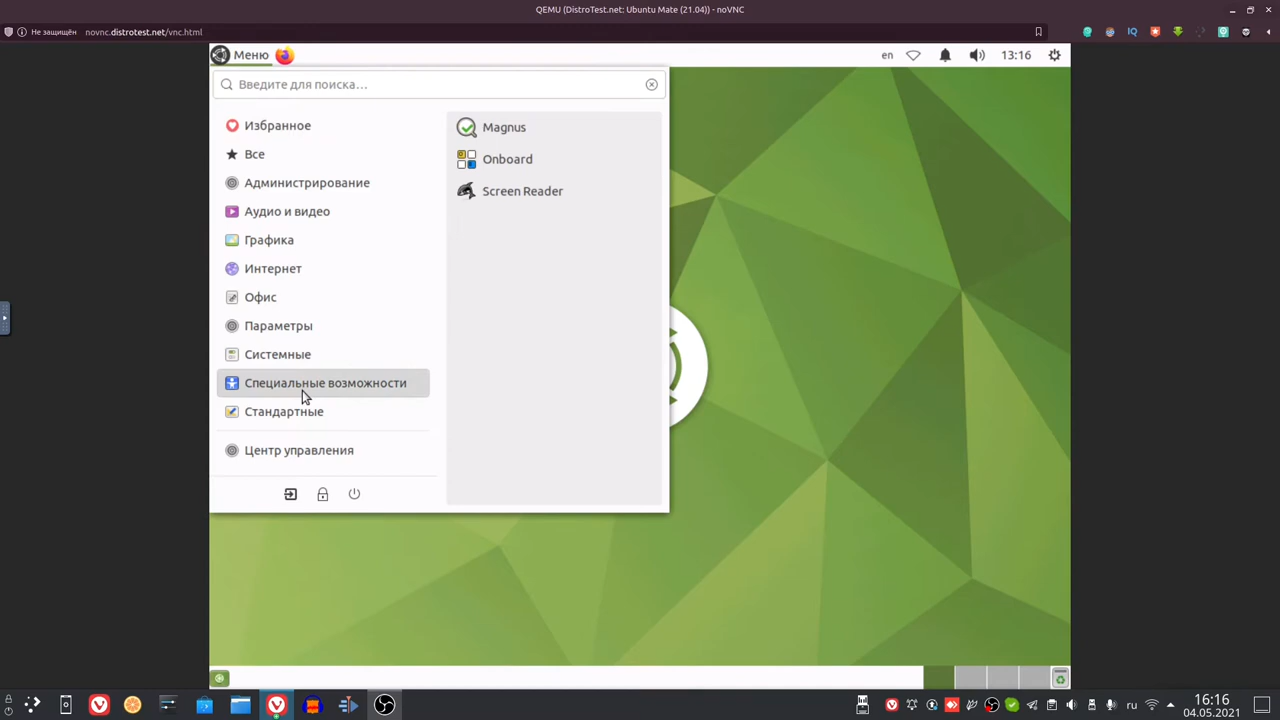 QEMU (DistroTest.net: Ubuntu Mate (21.04)) - noVNC
Не защищён novnc.distrotest.net/vnc.html
Меню
en
13:16
Введите для поиска...
Избранное
Все
Администрирование
Аудио и видео
Графика
Интернет
Офис
Параметры
Системные
Специальные возможности
Стандартные
Центр управления
Magnus
Onboard
Screen Reader
ru
16:16
04.05.2021